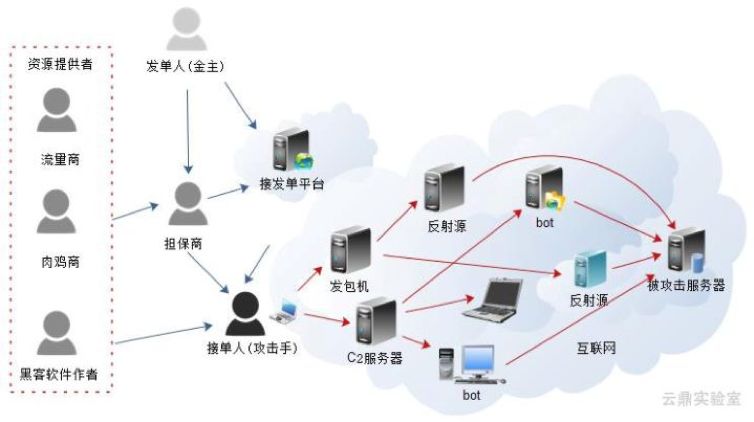 发单人(金主)
资源提供者
流量商
接发单平台
肉鸡商
担保商
反射源
bot
发包机
反射源
被攻击服务器
接单人(攻击手)
C2服务器
互联网
黑客软件作者
bot
云鼎实验室